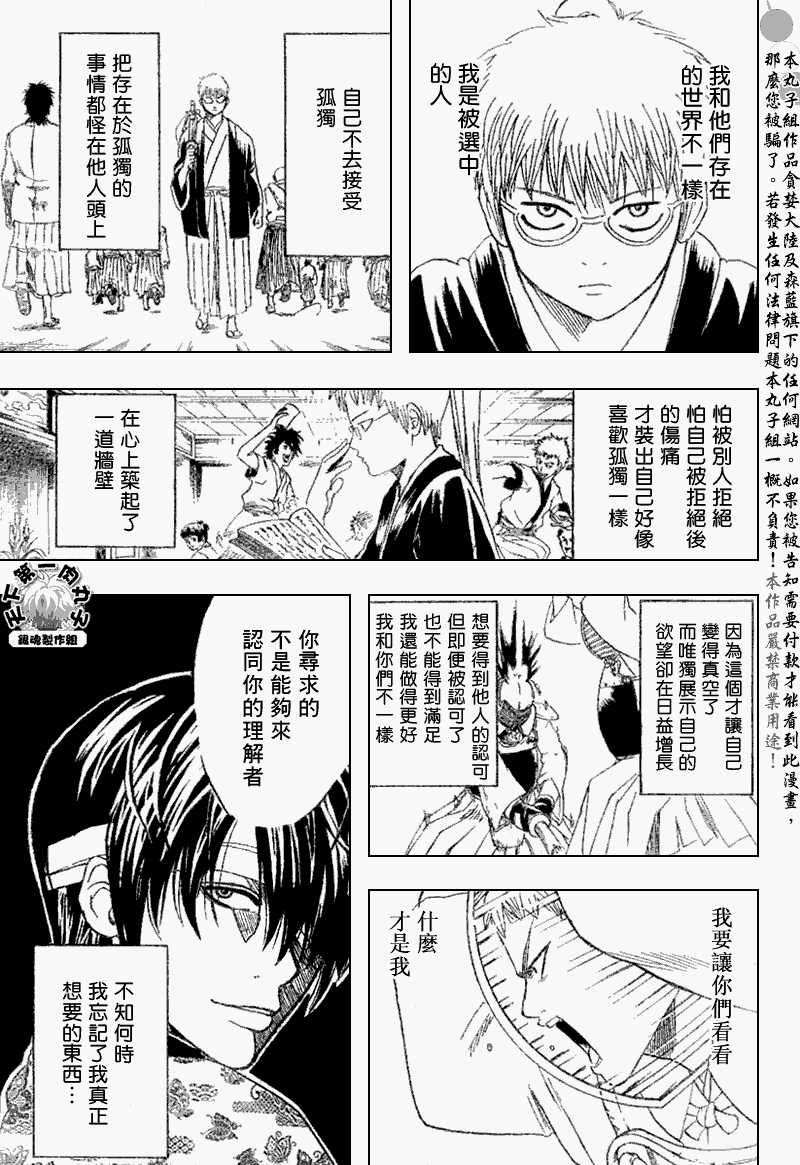 我和他們存在
的世界不一樣
我是被選中
的人
自己不去接受
孤獨
把存在於孤獨的
事情都怪在他人頭上
怕被別人拒絕
怕自己被拒絕後
的傷痛
才裝出自己好像
喜歡孤獨一樣
在心上築起了
一道牆壁
因為這個才讓自己
變得真空了
而唯獨展示自己的
欲望卻在日益增長
想要得到他人的認可
但即便被認可了
也不能得到滿足
我還能做得更好
我和你們不一樣
你尋求的
不是能夠來
認同你的理解者
我要讓你們看看
什麼
才是我
不知何時
我忘記了我真正
想要的東西…
天下第一肉丸子
銀魂製作組
本丸子組作品貪婪大陸及森藍旗下的任何網站。如果您被告知需要付款才能看到此漫畫，
那麼您被騙了。若發生任何法律問題本丸子組一概不負責！本作品嚴禁商業用途！